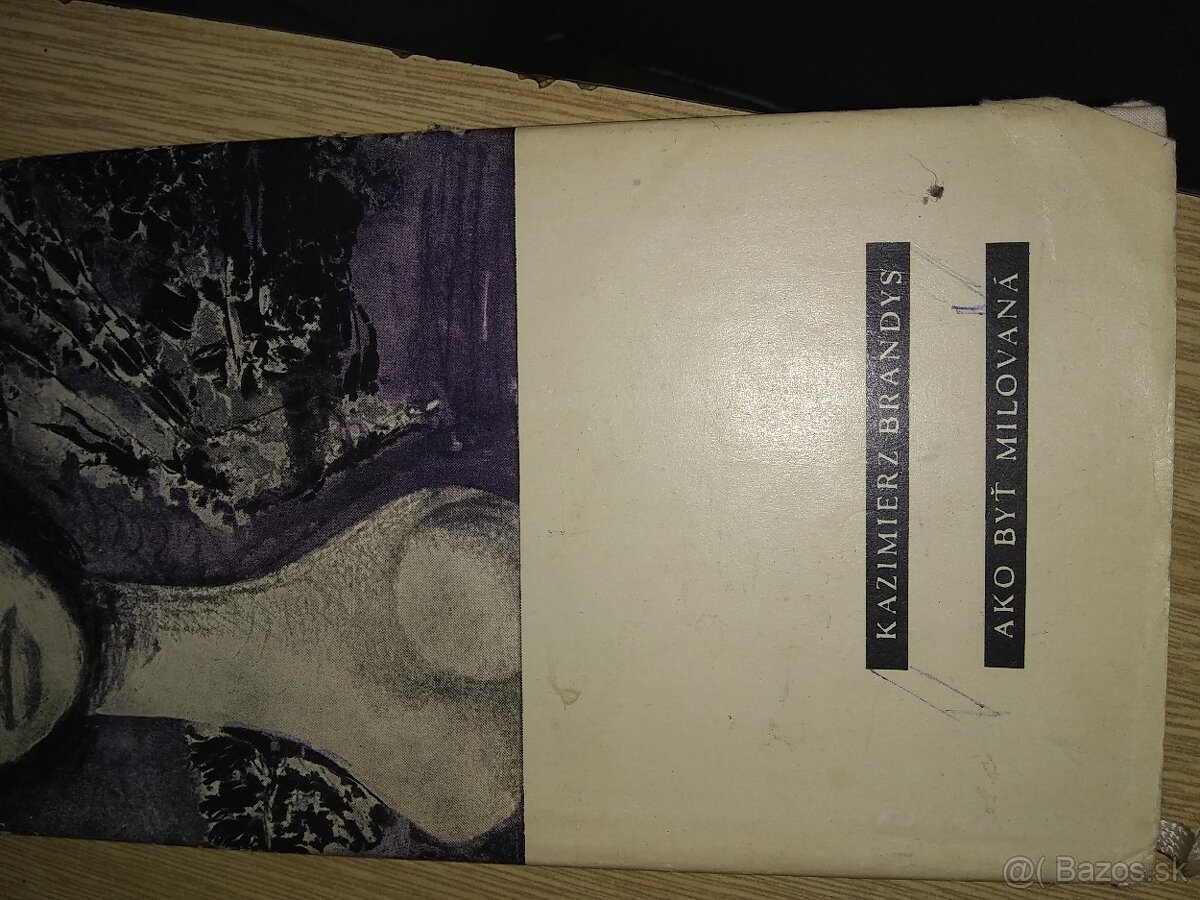 KAZIMIERZ BRANDYS
AKO BYŤ MILOVANÁ
@( Bazos.sk